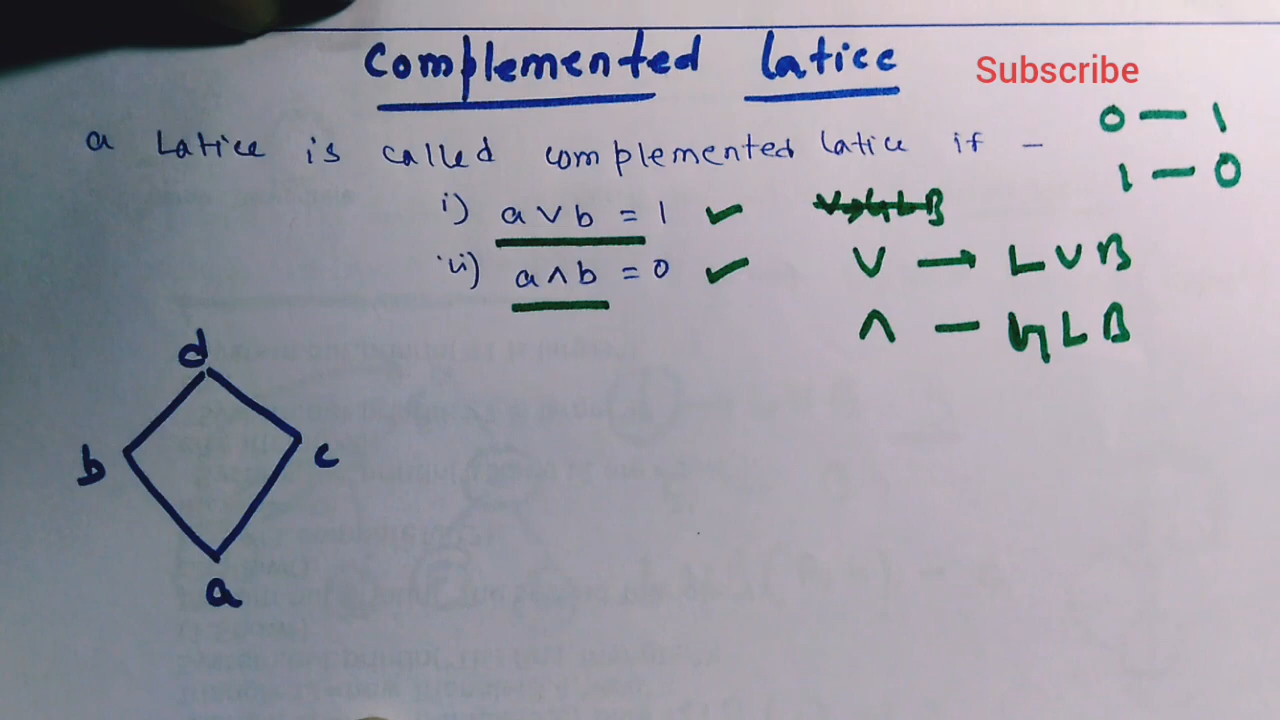 Complemented Latice
Subscribe
a Latice is called complemented latice if -
0 - 1
1 - 0
i) a ∨ b = 1 ✓
ii) a ∧ b = 0 ✓
∨ → LUB
∧ - GLB
d
b
c
a